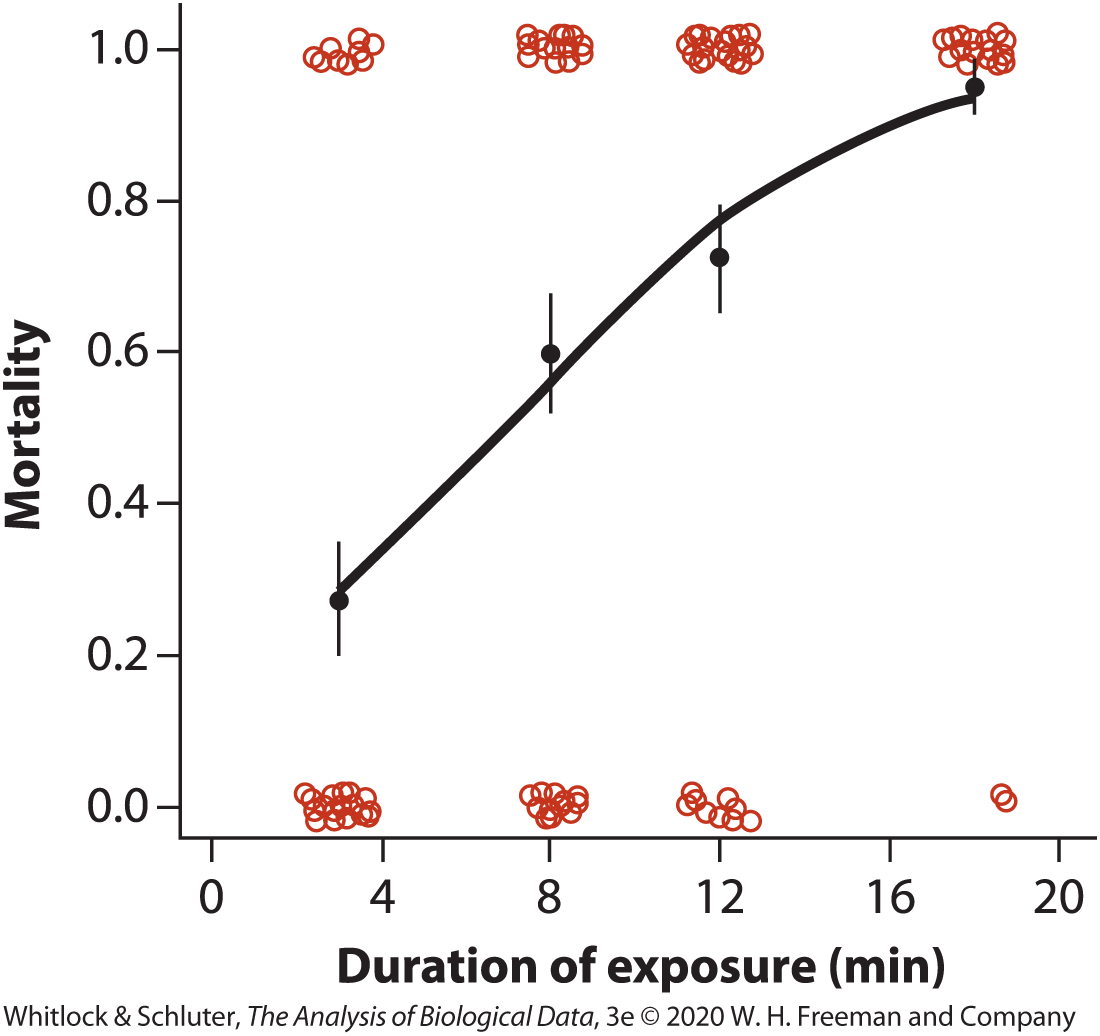 Mortality
1.0
0.8
0.6
0.4
0.2
0.0
0 4 8 12 16 20
Duration of exposure (min)
Whitlock & Schluter, The Analysis of Biological Data, 3e © 2020 W. H. Freeman and Company